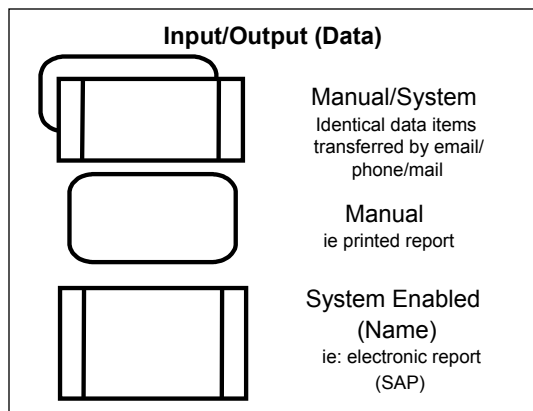 Input/Output (Data)
Manual/System
Identical data items
transferred by email/
phone/mail
Manual
ie printed report
System Enabled
(Name)
ie: electronic report
(SAP)